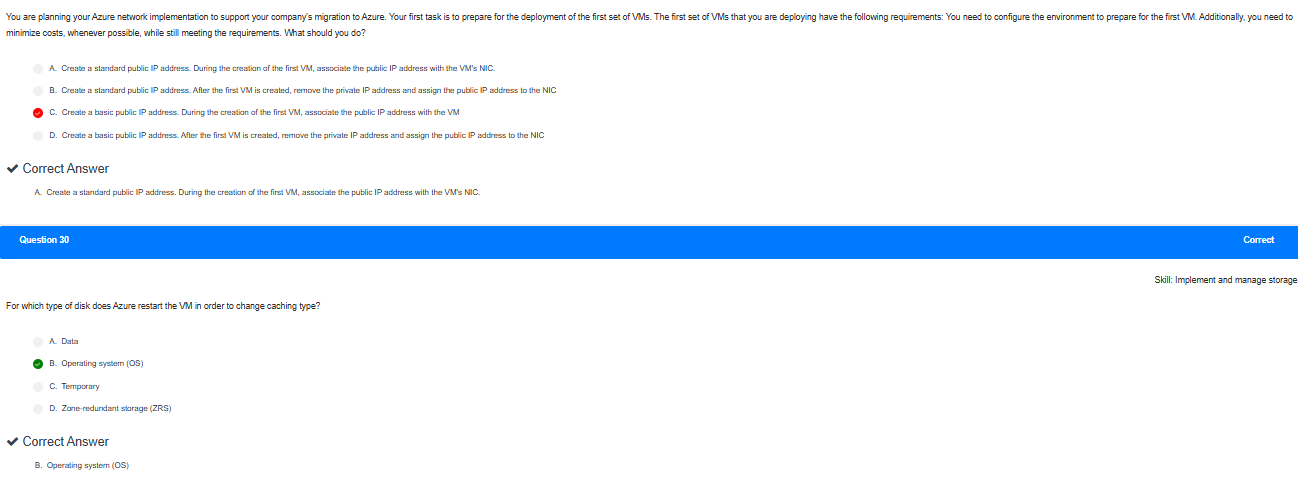 You are planning your Azure network implementation to support your company's migration to Azure. Your first task is to prepare for the deployment of the first set of VMs. The first set of VMs that you are deploying have the following requirements: You need to configure the environment to prepare for the first VM. Additionally, you need to
minimize costs, whenever possible, while still meeting the requirements. What should you do?
A. Create a standard public IP address. During the creation of the first VM, associate the public IP address with the VM's NIC.
B. Create a standard public IP address. After the first VM is created, remove the private IP address and assign the public IP address to the NIC
C. Create a basic public IP address. During the creation of the first VM, associate the public IP address with the VM
D. Create a basic public IP address. After the first VM is created, remove the private IP address and assign the public IP address to the NIC
Correct Answer
A. Create a standard public IP address. During the creation of the first VM, associate the public IP address with the VM's NIC.
Question 30 Correct
Skill: Implement and manage storage
For which type of disk does Azure restart the VM in order to change caching type?
A. Data
B. Operating system (OS)
C. Temporary
D. Zone-redundant storage (ZRS)
Correct Answer
B. Operating system (OS)